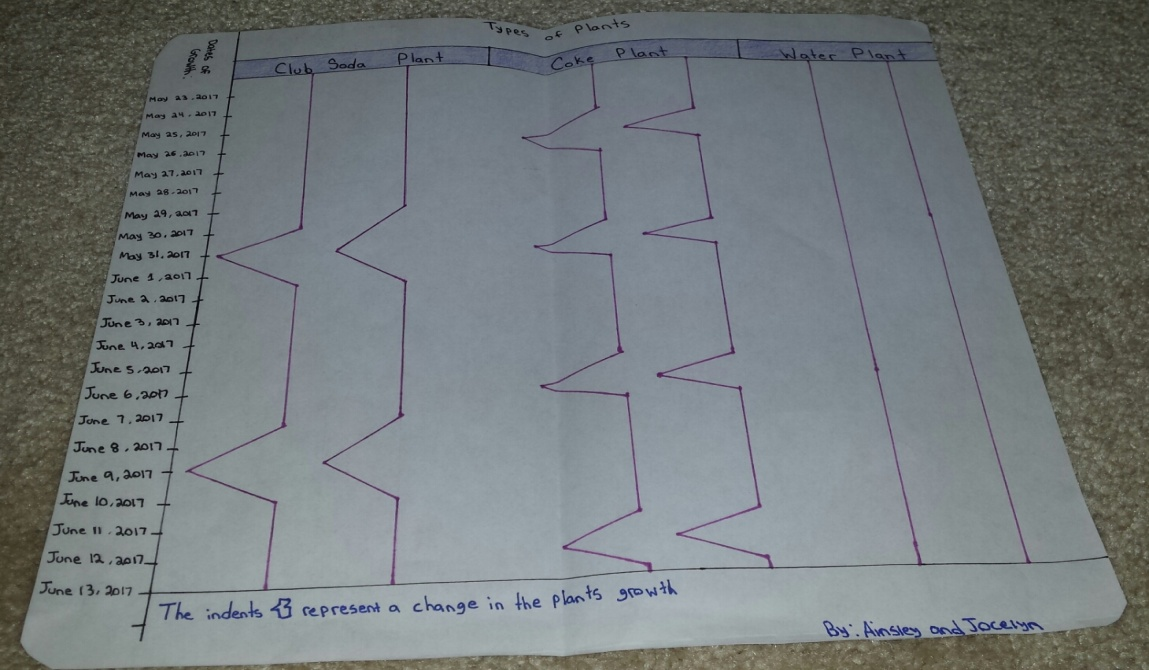 Types of Plants
Dates of
Growth:
Club Soda Plant
Coke Plant
Water Plant
May 23, 2017
May 24, 2017
May 25, 2017
May 26, 2017
May 27, 2017
May 28, 2017
May 29, 2017
May 30, 2017
May 31, 2017
June 1, 2017
June 2, 2017
June 3, 2017
June 4, 2017
June 5, 2017
June 6, 2017
June 7, 2017
June 8, 2017
June 9, 2017
June 10, 2017
June 11, 2017
June 12, 2017
June 13, 2017
The indents {} represent a change in the plants growth
By: Ainsley and Jocelyn